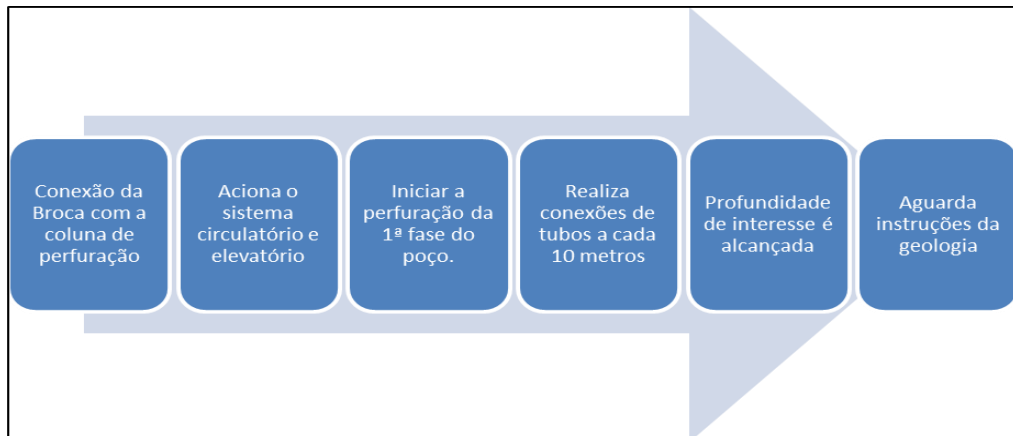 Conexão da
Broca com a
coluna de
perfuração
Aciona o
sistema
circulatório e
elevatório
Iniciar a
perfuração da
1ª fase do
poço.
Realiza
conexões de
tubos a cada
10 metros
Profundidade
de interesse é
alcançada
Aguarda
instruções da
geologia